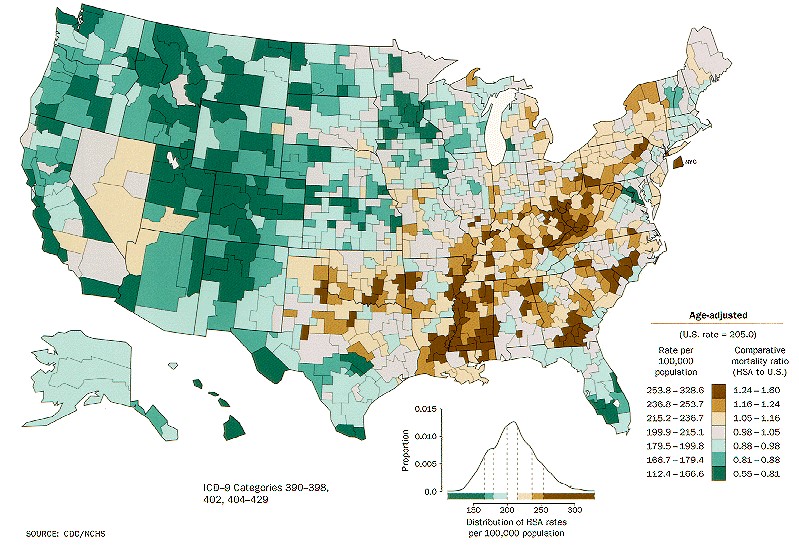 NYC
Age-adjusted
(U.S. rate = 205.0)
Rate per
100,000
population
Comparative
mortality ratio
(RSA to U.S.)
253.8–328.6 1.24–1.60
236.8–253.7 1.16–1.24
215.2–236.7 1.05–1.16
199.9–215.1 0.98–1.05
179.5–199.8 0.88–0.98
166.7–179.4 0.81–0.88
112.4–166.6 0.55–0.81
0.015
0.010
0.005
0.0
Proportion
150 200 250 300
Distribution of RSA rates
per 100,000 population
ICD–9 Categories 390–398,
402, 404–429
SOURCE: CDC/NCHS